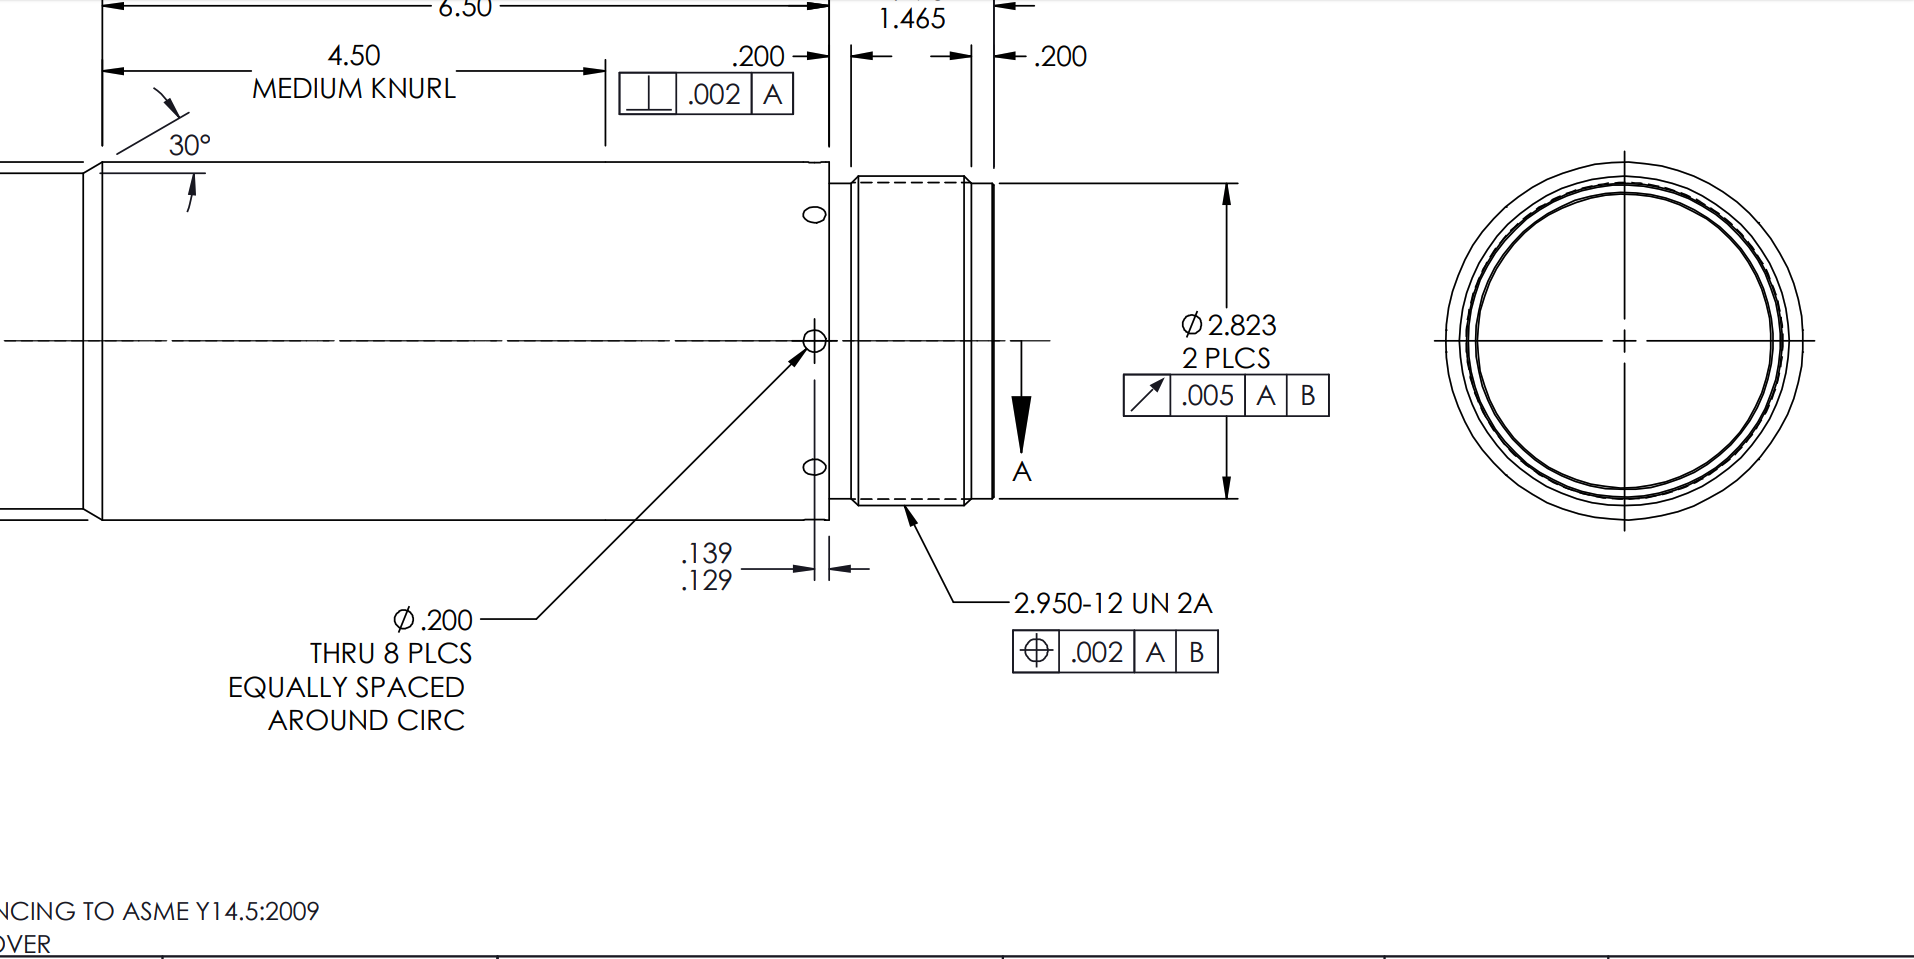 6.50
1.465
4.50
MEDIUM KNURL
.200
.200
.002 A
30°
Ø 2.823
2 PLCS
.005 A B
A
.139
.129
2.950-12 UN 2A
.002 A B
Ø .200
THRU 8 PLCS
EQUALLY SPACED
AROUND CIRC
NCING TO ASME Y14.5:2009
OVER